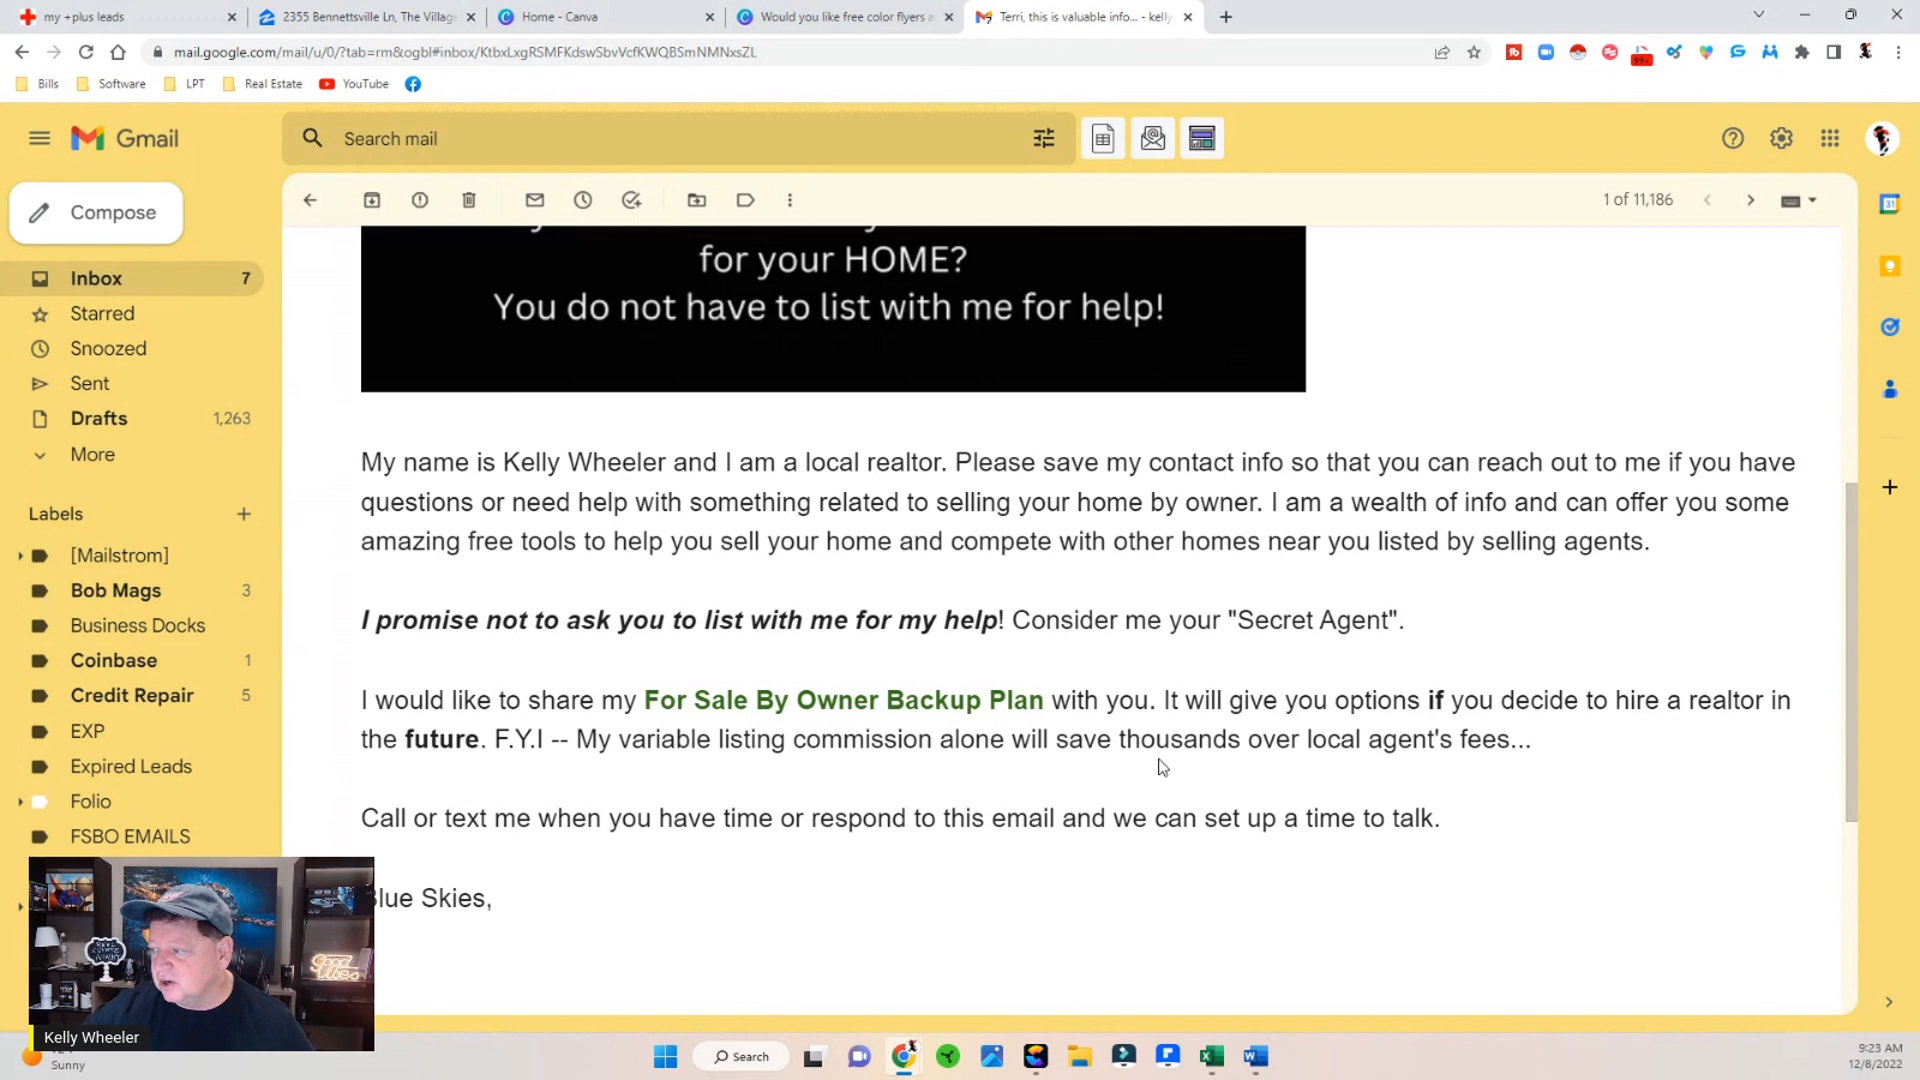 my +plus leads
2355 Bennettsville Ln, The Village
Home - Canva
Would you like free color flyers a
Terri, this is valuable info... - kelly
mail.google.com/mail/u/0/?tab=rm&ogbl#inbox/KtbxLxgRSMFKdswSbvVcfKWQBSmNMNxsZL
99+
Bills
Software
LPT
Real Estate
YouTube
Gmail
Search mail
Compose
1 of 11,186
31
Inbox 7
Starred
Snoozed
Sent
Drafts 1,263
More
Labels
[Mailstrom]
Bob Mags 3
Business Docks
Coinbase 1
Credit Repair 5
EXP
Expired Leads
Folio
FSBO EMAILS
for your HOME?
You do not have to list with me for help!
My name is Kelly Wheeler and I am a local realtor. Please save my contact info so that you can reach out to me if you have
questions or need help with something related to selling your home by owner. I am a wealth of info and can offer you some
amazing free tools to help you sell your home and compete with other homes near you listed by selling agents.
I promise not to ask you to list with me for my help! Consider me your "Secret Agent".
I would like to share my For Sale By Owner Backup Plan with you. It will give you options if you decide to hire a realtor in
the future. F.Y.I -- My variable listing commission alone will save thousands over local agent's fees...
Call or text me when you have time or respond to this email and we can set up a time to talk.
Blue Skies,
Good
Vibes
Kelly Wheeler
Sunny
Search
9:23 AM
12/8/2022